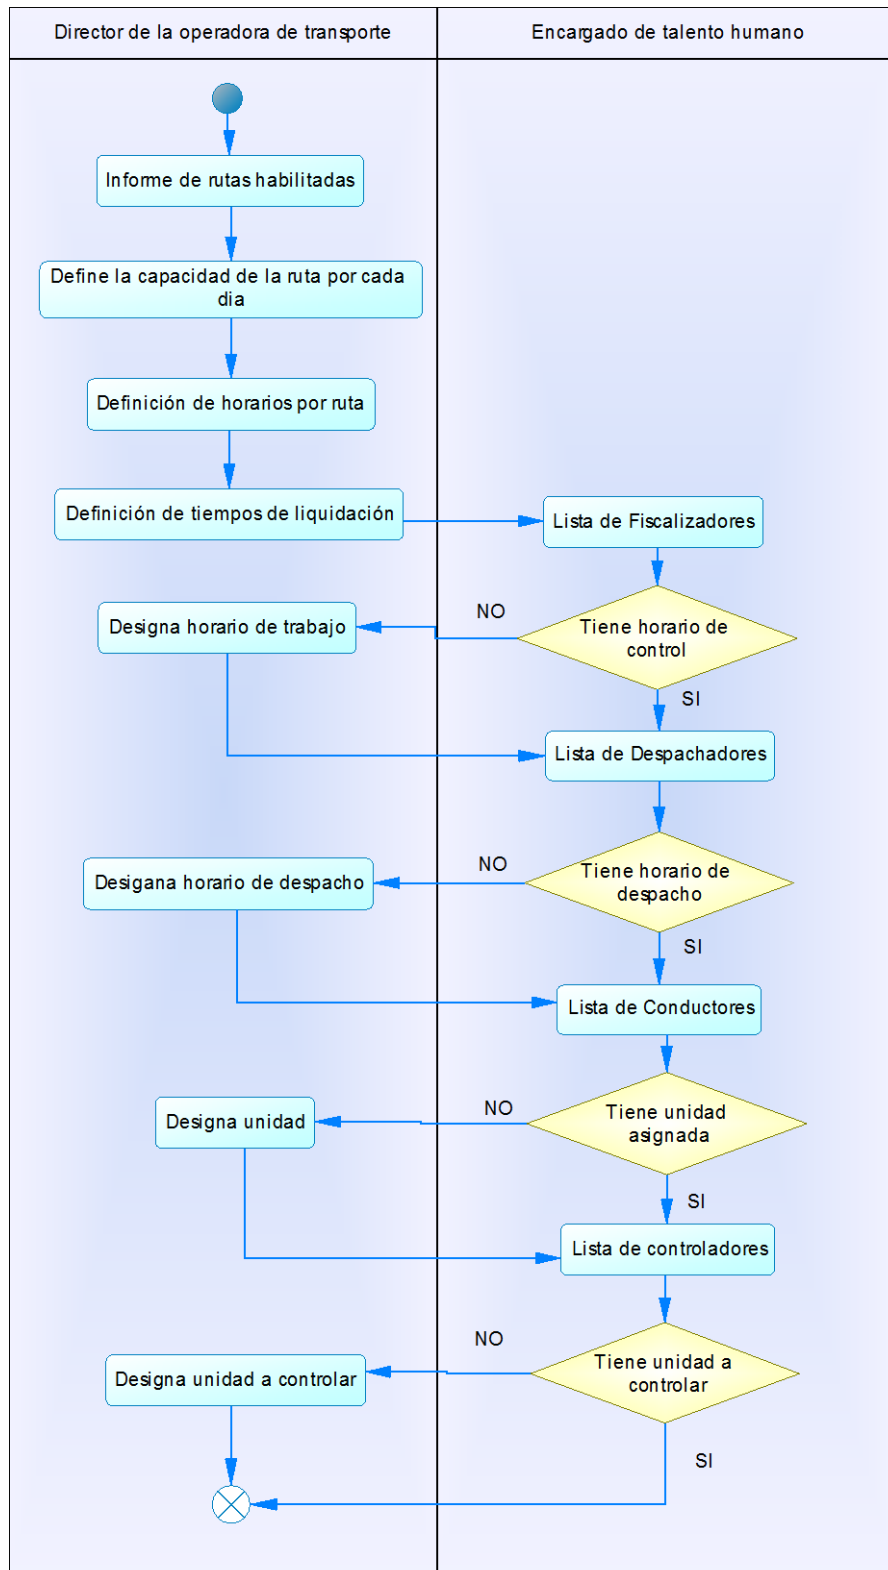 Director de la operadora de transporte
Encargado de talento humano
Informe de rutas habilitadas
Define la capacidad de la ruta por cada
dia
Definición de horarios por ruta
Definición de tiempos de liquidación
Lista de Fiscalizadores
Tiene horario de
control
NO
Designa horario de trabajo
SI
Lista de Despachadores
Tiene horario de
despacho
NO
Desigana horario de despacho
SI
Lista de Conductores
Tiene unidad
asignada
NO
Designa unidad
SI
Lista de controladores
Tiene unidad a
controlar
NO
Designa unidad a controlar
SI